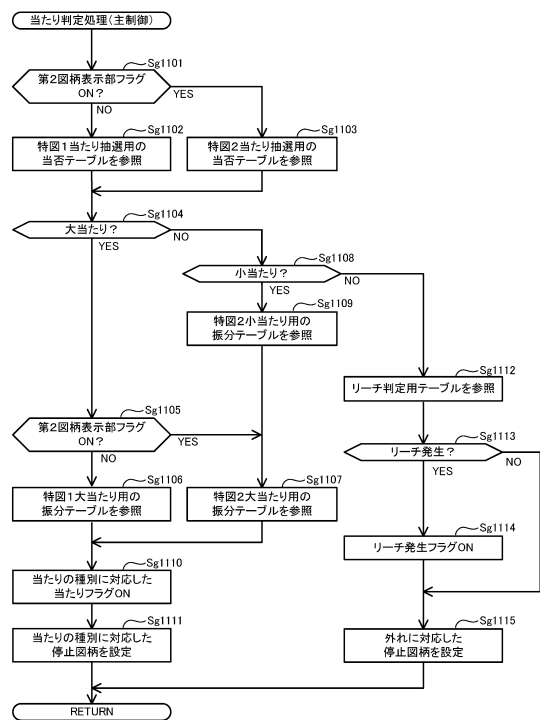 当たり判定処理(主制御)
Sg1101
第2図柄表示部フラグ
ON?
YES
NO
Sg1102
特図1当たり抽選用の
当否テーブルを参照
Sg1103
特図2当たり抽選用の
当否テーブルを参照
Sg1104
大当たり?
NO
YES
Sg1108
小当たり?
NO
YES
Sg1109
特図2小当たり用の
振分テーブルを参照
Sg1112
リーチ判定用テーブルを参照
Sg1105
第2図柄表示部フラグ
ON?
YES
NO
Sg1113
リーチ発生?
NO
YES
Sg1106
特図1大当たり用の
振分テーブルを参照
Sg1107
特図2大当たり用の
振分テーブルを参照
Sg1114
リーチ発生フラグON
Sg1110
当たりの種別に対応した
当たりフラグON
Sg1111
当たりの種別に対応した
停止図柄を設定
Sg1115
外れに対応した
停止図柄を設定
RETURN